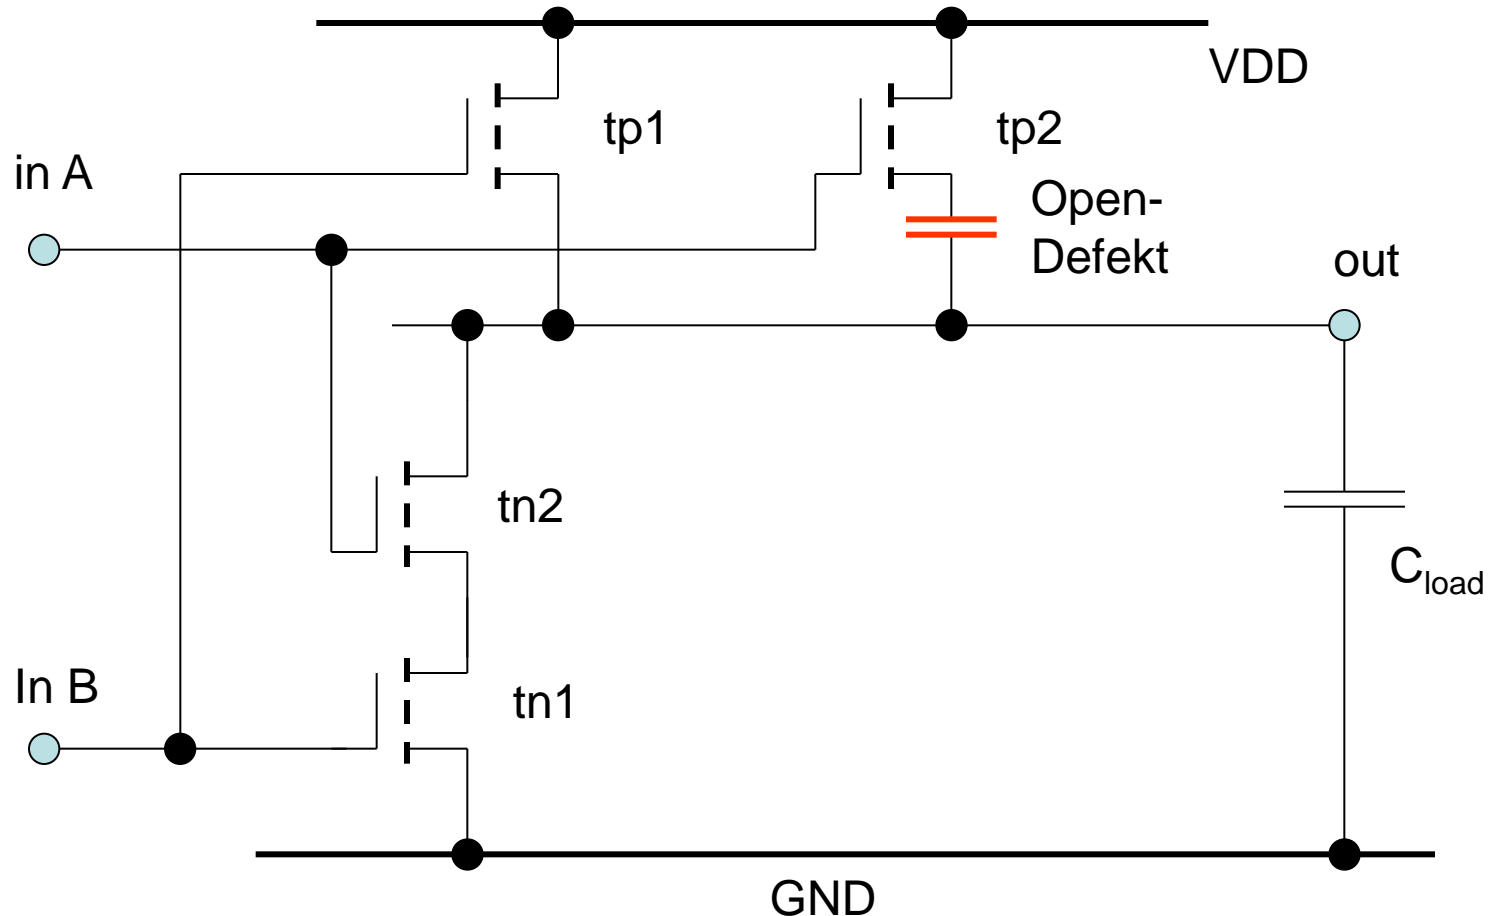 VDD
tp1
tp2
in A
Open-
Defekt
out
tn2
Cload
In B
tn1
GND